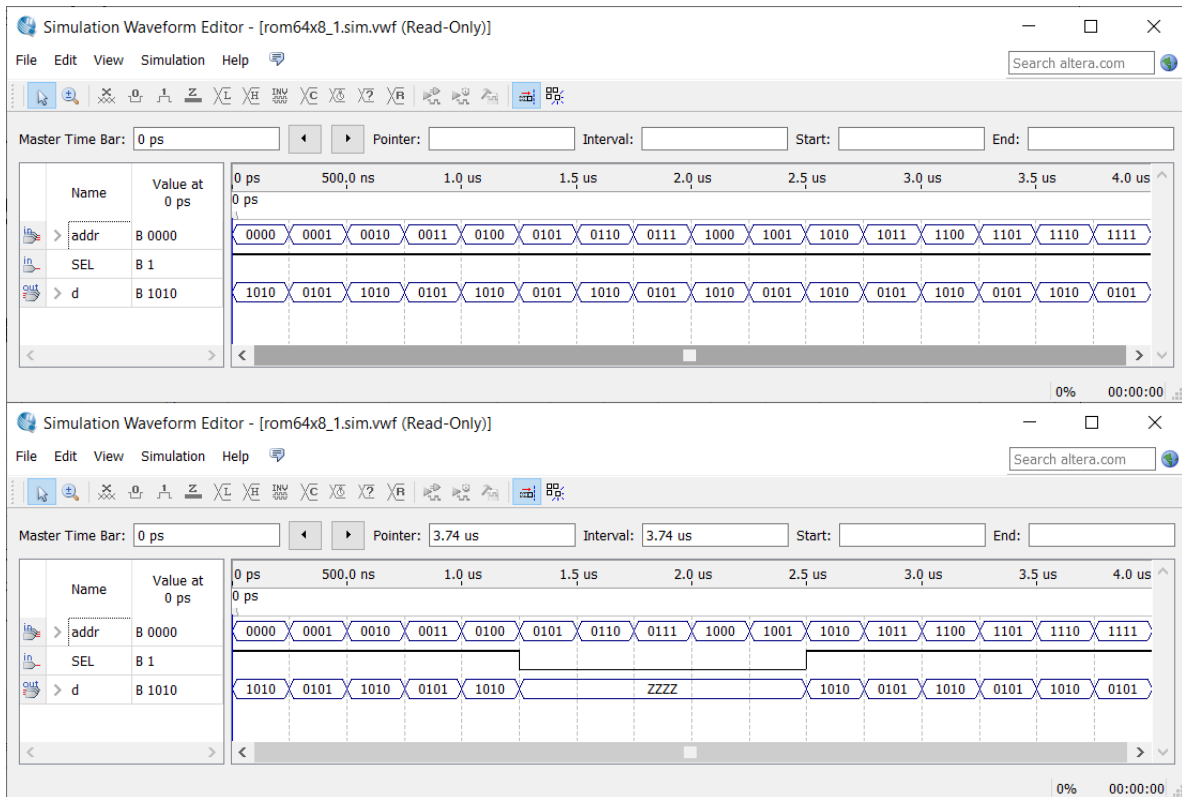 Simulation Waveform Editor - [rom64x8_1.sim.vwf (Read-Only)]
File Edit View Simulation Help
Search altera.com
Master Time Bar: 0 ps Pointer: Interval: Start: End:
Name Value at 0 ps
0 ps 500.0 ns 1.0 us 1.5 us 2.0 us 2.5 us 3.0 us 3.5 us 4.0 us
0 ps
addr B 0000 0000 0001 0010 0011 0100 0101 0110 0111 1000 1001 1010 1011 1100 1101 1110 1111
SEL B 1
d B 1010 1010 0101 1010 0101 1010 0101 1010 0101 1010 0101 1010 0101 1010 0101 1010 0101
0% 00:00:00
Simulation Waveform Editor - [rom64x8_1.sim.vwf (Read-Only)]
File Edit View Simulation Help
Search altera.com
Master Time Bar: 0 ps Pointer: 3.74 us Interval: 3.74 us Start: End:
Name Value at 0 ps
0 ps 500.0 ns 1.0 us 1.5 us 2.0 us 2.5 us 3.0 us 3.5 us 4.0 us
0 ps
addr B 0000 0000 0001 0010 0011 0100 0101 0110 0111 1000 1001 1010 1011 1100 1101 1110 1111
SEL B 1
d B 1010 1010 0101 1010 0101 1010 ZZZZ 1010 0101 1010 0101 1010 0101
0% 00:00:00